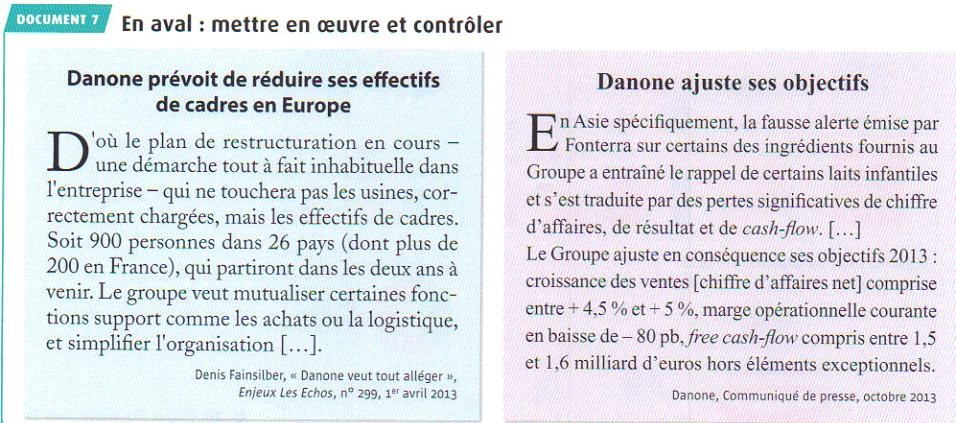 DOCUMENT 7
En aval : mettre en œuvre et contrôler
Danone prévoit de réduire ses effectifs
de cadres en Europe
D'où le plan de restructuration en cours –
une démarche tout à fait inhabituelle dans
l'entreprise – qui ne touchera pas les usines, cor-
rectement chargées, mais les effectifs de cadres.
Soit 900 personnes dans 26 pays (dont plus de
200 en France), qui partiront dans les deux ans à
venir. Le groupe veut mutualiser certaines fonc-
tions support comme les achats ou la logistique,
et simplifier l'organisation […].
Denis Fainsilber, « Danone veut tout alléger »,
Enjeux Les Echos, n° 299, 1er avril 2013
Danone ajuste ses objectifs
En Asie spécifiquement, la fausse alerte émise par
Fonterra sur certains des ingrédients fournis au
Groupe a entraîné le rappel de certains laits infantiles
et s'est traduite par des pertes significatives de chiffre
d'affaires, de résultat et de cash-flow. […]
Le Groupe ajuste en conséquence ses objectifs 2013 :
croissance des ventes [chiffre d'affaires net] comprise
entre + 4,5 % et + 5 %, marge opérationnelle courante
en baisse de – 80 pb, free cash-flow compris entre 1,5
et 1,6 milliard d'euros hors éléments exceptionnels.
Danone, Communiqué de presse, octobre 2013